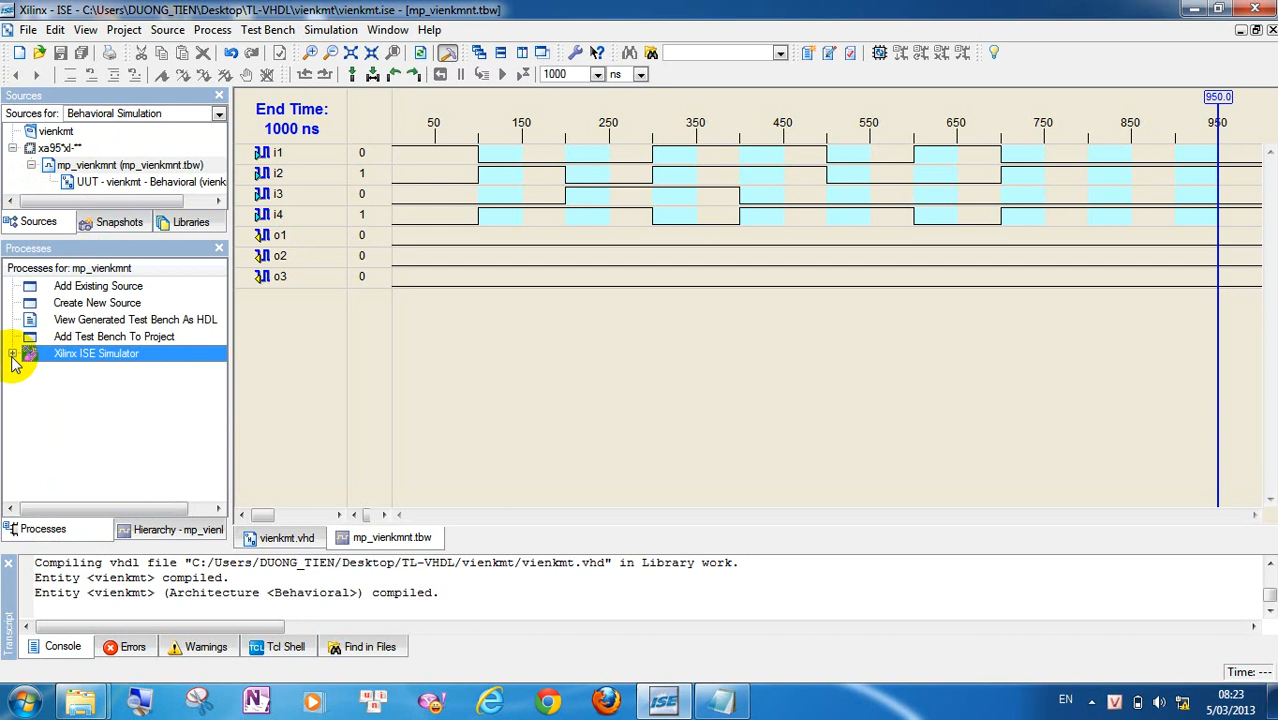 Xilinx - ISE - C:\Users\DUONG_TIEN\Desktop\TL-VHDL\vienkmt\vienkmt.ise - [mp_vienkmnt.tbw]
File Edit View Project Source Process Test Bench Simulation Window Help
1000 ns
Sources
Sources for: Behavioral Simulation
vienkmt
xa95*xl-**
mp_vienkmnt (mp_vienkmnt.tbw)
UUT - vienkmt - Behavioral (vienk
Sources Snapshots Libraries
Processes
Processes for: mp_vienkmnt
Add Existing Source
Create New Source
View Generated Test Bench As HDL
Add Test Bench To Project
Xilinx ISE Simulator
Processes Hierarchy - mp_vienl
End Time:
1000 ns
950.0
50 150 250 350 450 550 650 750 850 950
i1 0
i2 1
i3 0
i4 1
o1 0
o2 0
o3 0
vienkmt.vhd mp_vienkmnt.tbw
Compiling vhdl file "C:/Users/DUONG_TIEN/Desktop/TL-VHDL/vienkmt/vienkmt.vhd" in Library work.
Entity <vienkmt> compiled.
Entity <vienkmt> (Architecture <Behavioral>) compiled.
Transcript
Console Errors Warnings TCL Tcl Shell Find in Files
Time: ---
ISE
EN V 08:23
5/03/2013